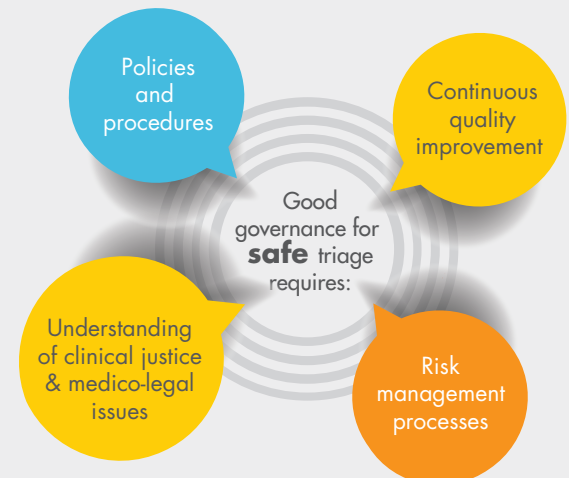 Policies
and
procedures
Continuous
quality
improvement
Good
governance for
safe triage
requires:
Understanding
of clinical justice
& medico-legal
issues
Risk
management
processes